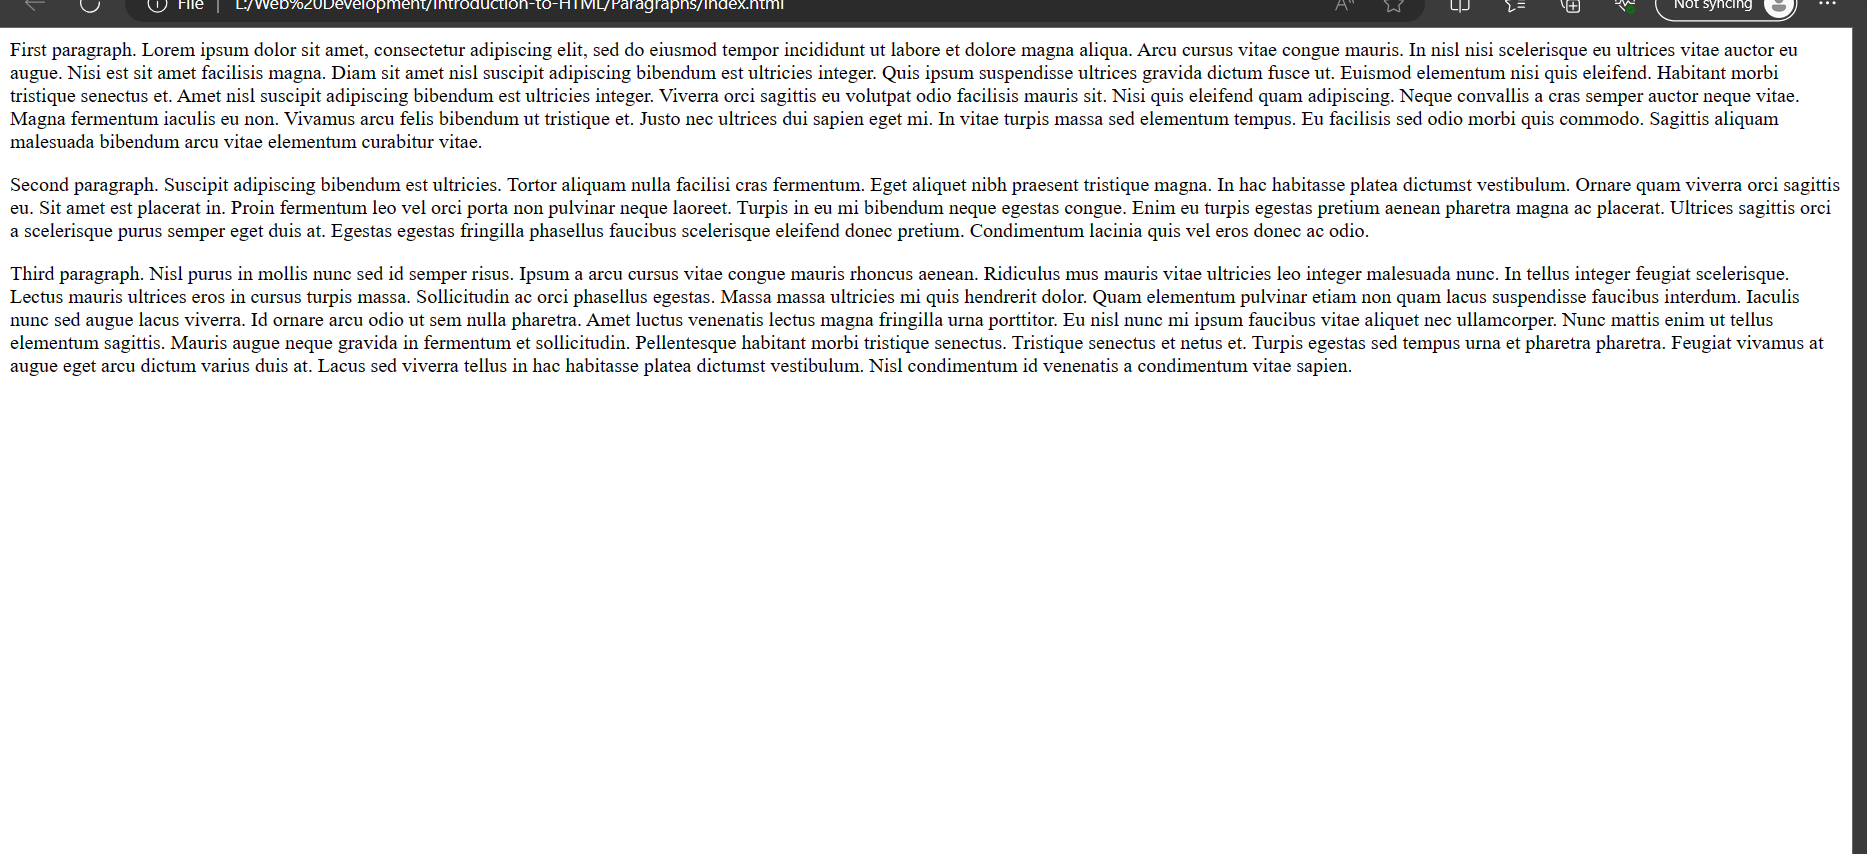 File | L:/Web%20Development/Introduction-to-HTML/Paragraphs/index.html
Not syncing
First paragraph. Lorem ipsum dolor sit amet, consectetur adipiscing elit, sed do eiusmod tempor incididunt ut labore et dolore magna aliqua. Arcu cursus vitae congue mauris. In nisl nisi scelerisque eu ultrices vitae auctor eu
augue. Nisi est sit amet facilisis magna. Diam sit amet nisl suscipit adipiscing bibendum est ultricies integer. Quis ipsum suspendisse ultrices gravida dictum fusce ut. Euismod elementum nisi quis eleifend. Habitant morbi
tristique senectus et. Amet nisl suscipit adipiscing bibendum est ultricies integer. Viverra orci sagittis eu volutpat odio facilisis mauris sit. Nisi quis eleifend quam adipiscing. Neque convallis a cras semper auctor neque vitae.
Magna fermentum iaculis eu non. Vivamus arcu felis bibendum ut tristique et. Justo nec ultrices dui sapien eget mi. In vitae turpis massa sed elementum tempus. Eu facilisis sed odio morbi quis commodo. Sagittis aliquam
malesuada bibendum arcu vitae elementum curabitur vitae.
Second paragraph. Suscipit adipiscing bibendum est ultricies. Tortor aliquam nulla facilisi cras fermentum. Eget aliquet nibh praesent tristique magna. In hac habitasse platea dictumst vestibulum. Ornare quam viverra orci sagittis
eu. Sit amet est placerat in. Proin fermentum leo vel orci porta non pulvinar neque laoreet. Turpis in eu mi bibendum neque egestas congue. Enim eu turpis egestas pretium aenean pharetra magna ac placerat. Ultrices sagittis orci
a scelerisque purus semper eget duis at. Egestas egestas fringilla phasellus faucibus scelerisque eleifend donec pretium. Condimentum lacinia quis vel eros donec ac odio.
Third paragraph. Nisl purus in mollis nunc sed id semper risus. Ipsum a arcu cursus vitae congue mauris rhoncus aenean. Ridiculus mus mauris vitae ultricies leo integer malesuada nunc. In tellus integer feugiat scelerisque.
Lectus mauris ultrices eros in cursus turpis massa. Sollicitudin ac orci phasellus egestas. Massa massa ultricies mi quis hendrerit dolor. Quam elementum pulvinar etiam non quam lacus suspendisse faucibus interdum. Iaculis
nunc sed augue lacus viverra. Id ornare arcu odio ut sem nulla pharetra. Amet luctus venenatis lectus magna fringilla urna porttitor. Eu nisl nunc mi ipsum faucibus vitae aliquet nec ullamcorper. Nunc mattis enim ut tellus
elementum sagittis. Mauris augue neque gravida in fermentum et sollicitudin. Pellentesque habitant morbi tristique senectus. Tristique senectus et netus et. Turpis egestas sed tempus urna et pharetra pharetra. Feugiat vivamus at
augue eget arcu dictum varius duis at. Lacus sed viverra tellus in hac habitasse platea dictumst vestibulum. Nisl condimentum id venenatis a condimentum vitae sapien.